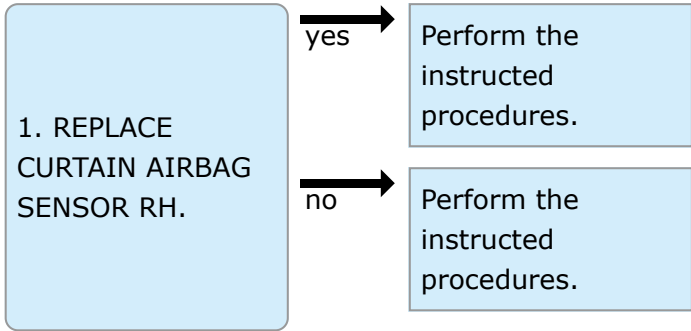 1. REPLACE
CURTAIN AIRBAG
SENSOR RH.
yes
Perform the
instructed
procedures.
no
Perform the
instructed
procedures.